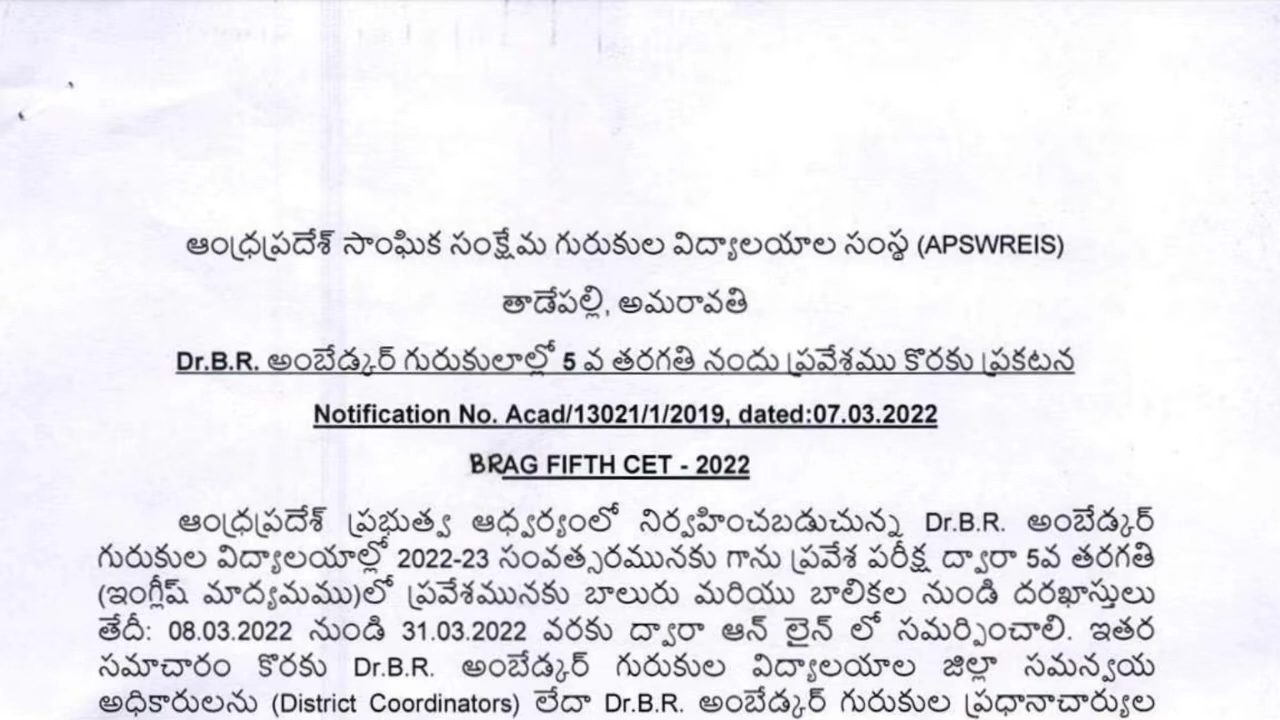 ఆంధ్రప్రదేశ్ సాంఘిక సంక్షేమ గురుకుల విద్యాలయాల సంస్థ (APSWREIS)
తాడేపల్లి, అమరావతి
Dr.B.R. అంబేడ్కర్ గురుకులాల్లో 5 వ తరగతి నందు ప్రవేశము కొరకు ప్రకటన
Notification No. Acad/13021/1/2019, dated:07.03.2022
BRAG FIFTH CET - 2022
ఆంధ్రప్రదేశ్ ప్రభుత్వ ఆధ్వర్యంలో నిర్వహించబడుచున్న Dr.B.R. అంబేడ్కర్
గురుకుల విద్యాలయాల్లో 2022-23 సంవత్సరమునకు గాను ప్రవేశ పరీక్ష ద్వారా 5వ తరగతి
(ఇంగ్లీష్ మాద్యమము)లో ప్రవేశమునకు బాలురు మరియు బాలికల నుండి దరఖాస్తులు
తేదీ: 08.03.2022 నుండి 31.03.2022 వరకు ద్వారా ఆన్ లైన్ లో సమర్పించాలి. ఇతర
సమాచారం కొరకు Dr.B.R. అంబేడ్కర్ గురుకుల విద్యాలయాల జిల్లా సమన్వయ
అధికారులను (District Coordinators) లేదా Dr.B.R. అంబేడ్కర్ గురుకుల ప్రధానాచార్యుల